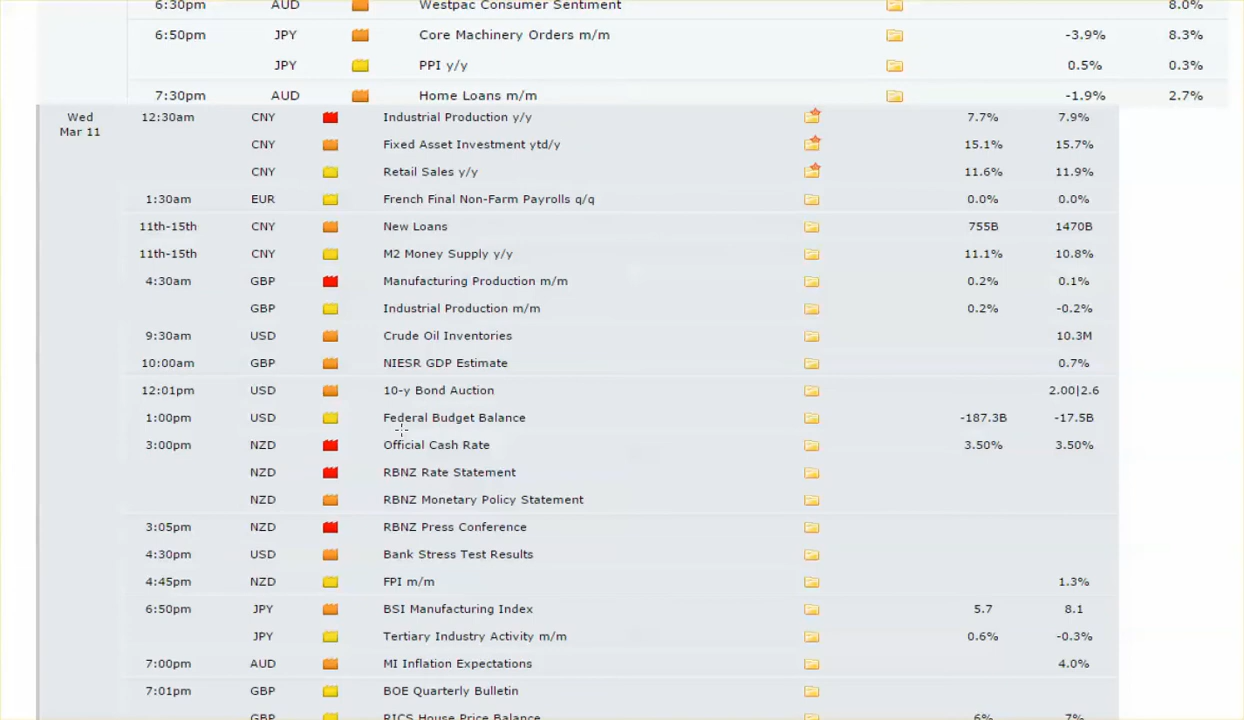 6:30pm AUD Westpac Consumer Sentiment 8.0%
6:50pm JPY Core Machinery Orders m/m -3.9% 8.3%
JPY PPI y/y 0.5% 0.3%
7:30pm AUD Home Loans m/m -1.9% 2.7%
Wed 12:30am CNY Industrial Production y/y 7.7% 7.9%
Mar 11
CNY Fixed Asset Investment ytd/y 15.1% 15.7%
CNY Retail Sales y/y 11.6% 11.9%
1:30am EUR French Final Non-Farm Payrolls q/q 0.0% 0.0%
11th-15th CNY New Loans 755B 1470B
11th-15th CNY M2 Money Supply y/y 11.1% 10.8%
4:30am GBP Manufacturing Production m/m 0.2% 0.1%
GBP Industrial Production m/m 0.2% -0.2%
9:30am USD Crude Oil Inventories 10.3M
10:00am GBP NIESR GDP Estimate 0.7%
12:01pm USD 10-y Bond Auction 2.00|2.6
1:00pm USD Federal Budget Balance -187.3B -17.5B
3:00pm NZD Official Cash Rate 3.50% 3.50%
NZD RBNZ Rate Statement
NZD RBNZ Monetary Policy Statement
3:05pm NZD RBNZ Press Conference
4:30pm USD Bank Stress Test Results
4:45pm NZD FPI m/m 1.3%
6:50pm JPY BSI Manufacturing Index 5.7 8.1
JPY Tertiary Industry Activity m/m 0.6% -0.3%
7:00pm AUD MI Inflation Expectations 4.0%
7:01pm GBP BOE Quarterly Bulletin
GBP RICS House Price Balance 6% 7%